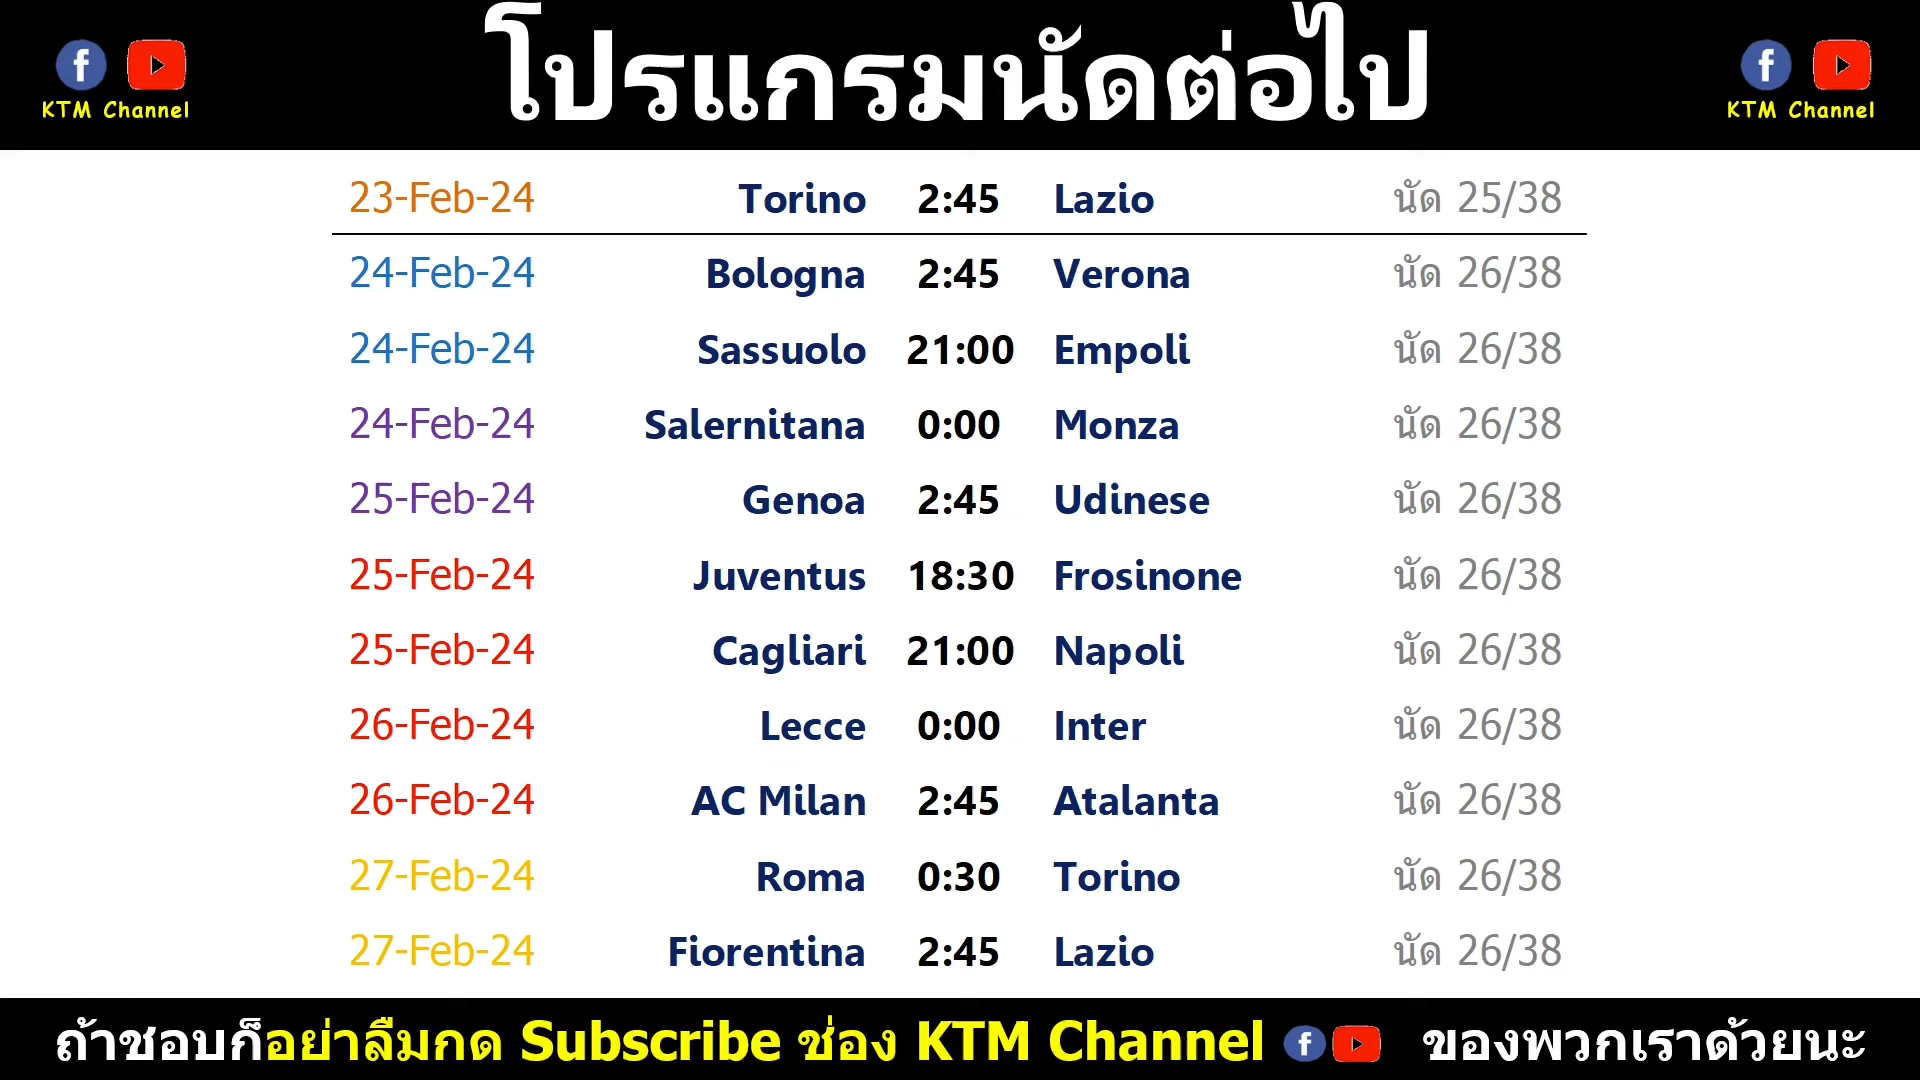 โปรแกรมนัดต่อไป
KTM Channel
KTM Channel
23-Feb-24 Torino 2:45 Lazio นัด 25/38
24-Feb-24 Bologna 2:45 Verona นัด 26/38
24-Feb-24 Sassuolo 21:00 Empoli นัด 26/38
24-Feb-24 Salernitana 0:00 Monza นัด 26/38
25-Feb-24 Genoa 2:45 Udinese นัด 26/38
25-Feb-24 Juventus 18:30 Frosinone นัด 26/38
25-Feb-24 Cagliari 21:00 Napoli นัด 26/38
26-Feb-24 Lecce 0:00 Inter นัด 26/38
26-Feb-24 AC Milan 2:45 Atalanta นัด 26/38
27-Feb-24 Roma 0:30 Torino นัด 26/38
27-Feb-24 Fiorentina 2:45 Lazio นัด 26/38
ถ้าชอบก็อย่าลืมกด Subscribe ช่อง KTM Channel ของพวกเราด้วยนะ